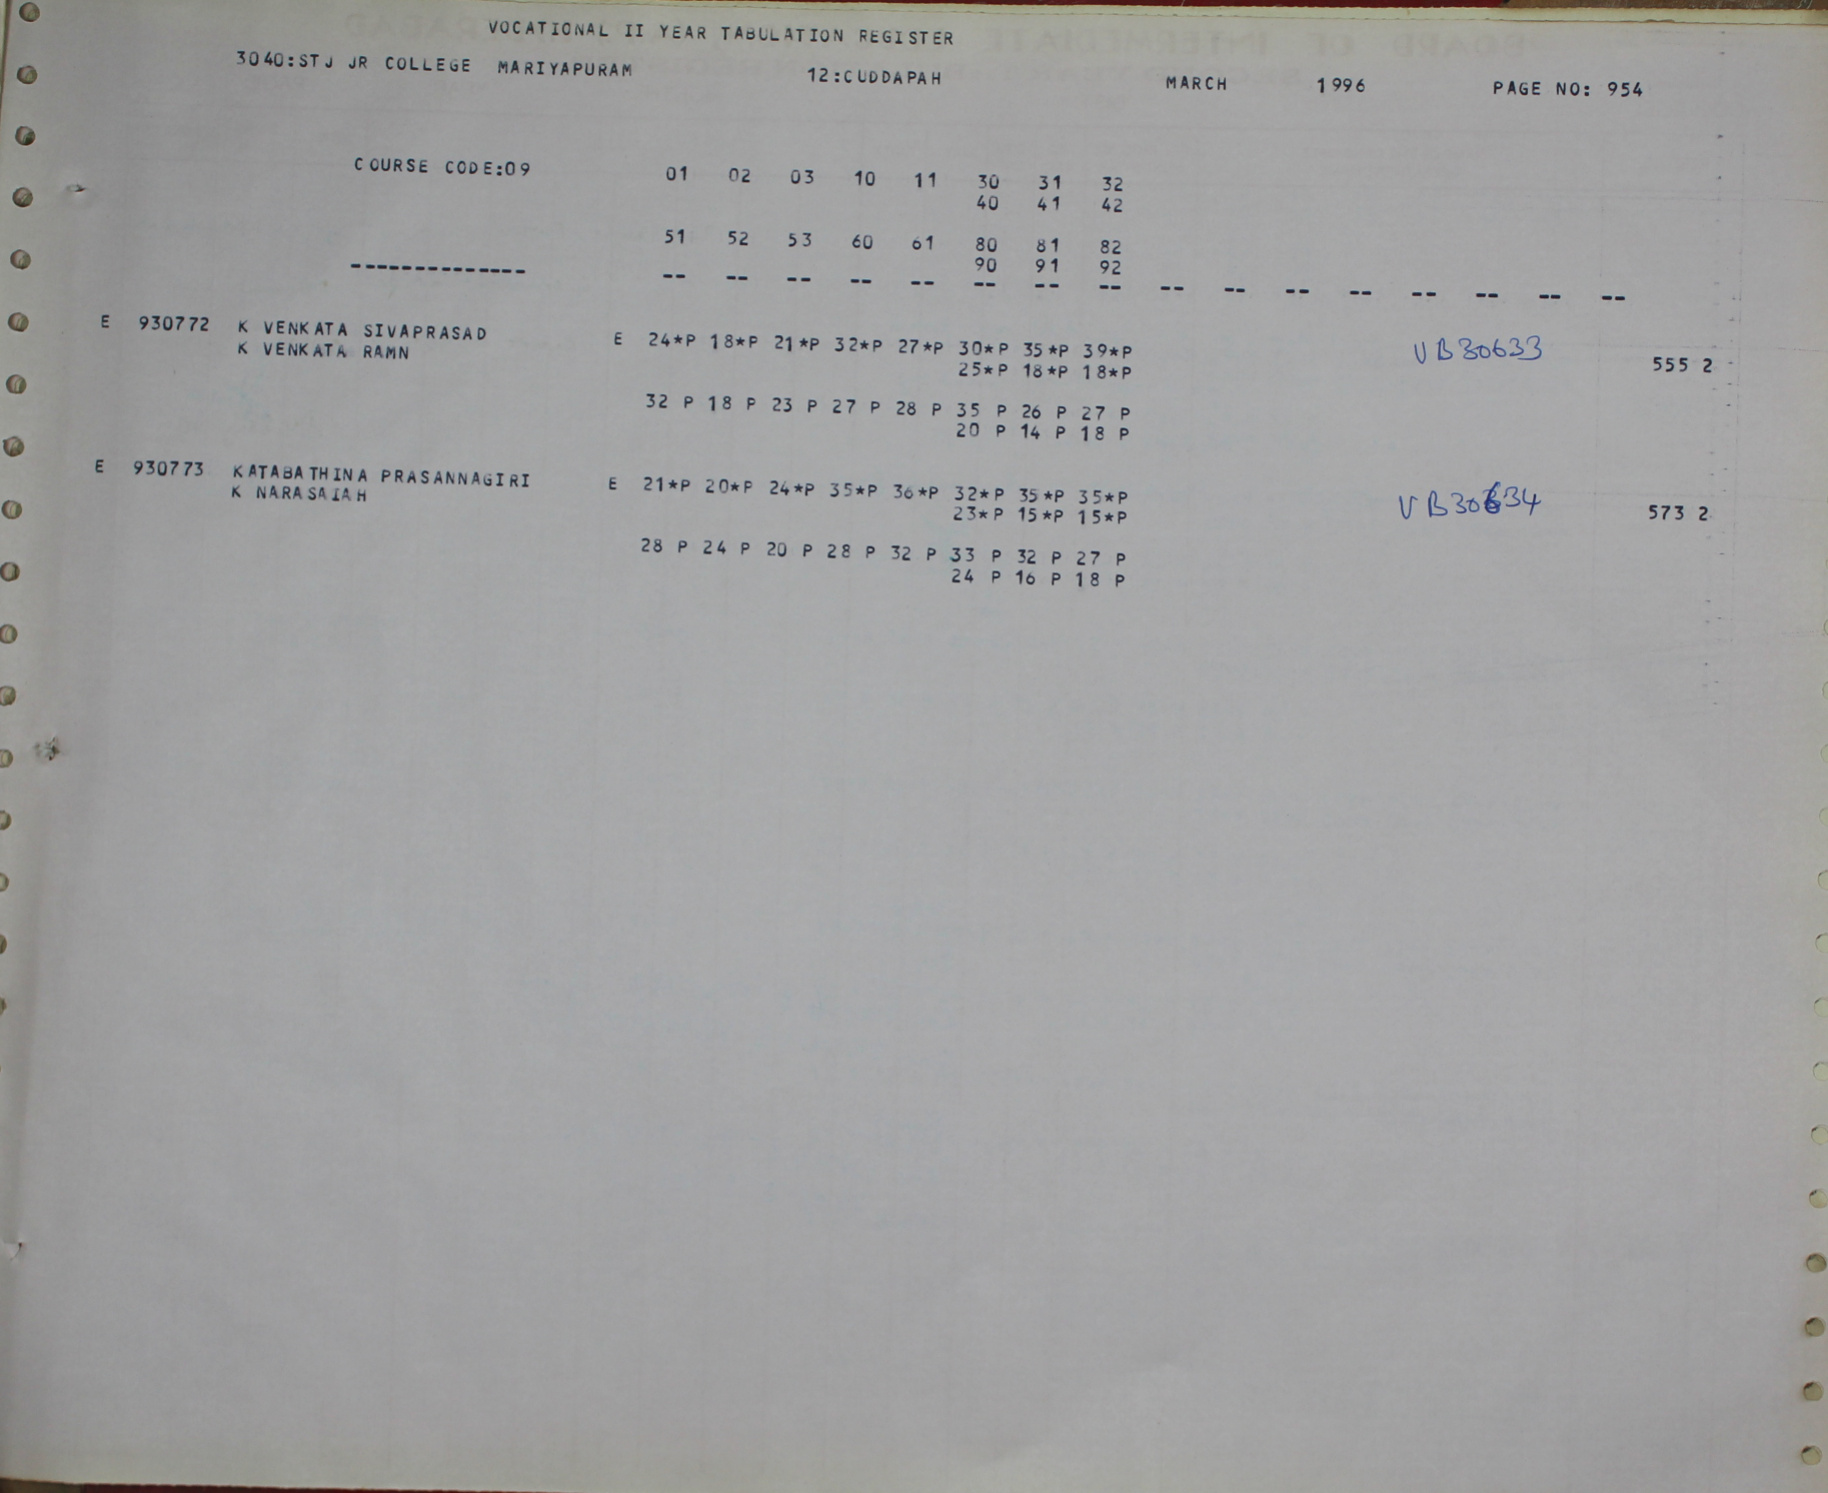 VOCATIONAL II YEAR TABULATION REGISTER
3040:STJ JR COLLEGE MARIYAPURAM 12:CUDDAPAH MARCH 1996 PAGE NO: 954
COURSE CODE:09 01 02 03 10 11 30 31 32
40 41 42
51 52 53 60 61 80 81 82
90 91 92
-------------- -- -- -- -- -- -- -- -- -- -- -- -- -- -- -- --
E 930772 K VENKATA SIVAPRASAD E 24*P 18*P 21*P 32*P 27*P 30*P 35*P 39*P VB30633 555 2
K VENKATA RAMN 25*P 18*P 18*P
32 P 18 P 23 P 27 P 28 P 35 P 26 P 27 P
20 P 14 P 18 P
E 930773 KATABATHINA PRASANNAGIRI E 21*P 20*P 24*P 35*P 36*P 32*P 35*P 35*P VB30634 573 2
K NARASAIAH 23*P 15*P 15*P
28 P 24 P 20 P 28 P 32 P 33 P 32 P 27 P
24 P 16 P 18 P